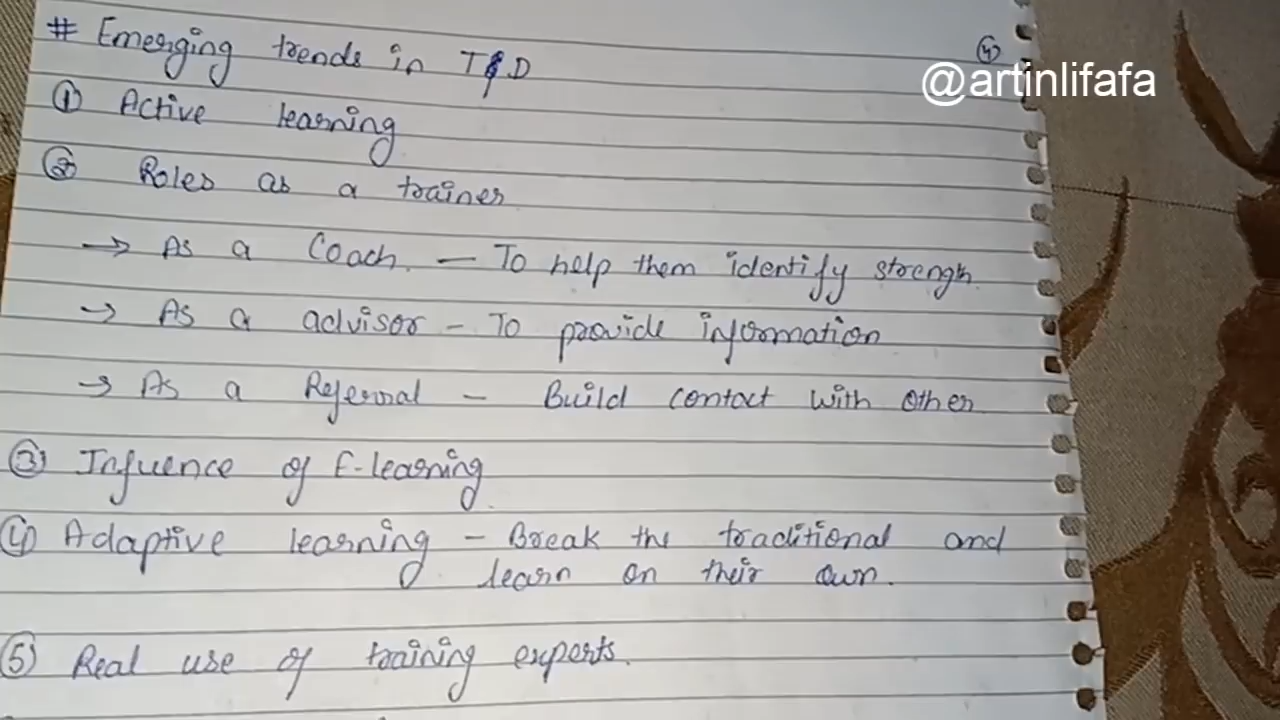 # Emerging trends in T&D
④
@artinlifafa
① Active learning
② Roles as a trainer
→ As a Coach. — To help them identify strength.
→ As a advisor - To provide information
→ As a Referral - Build contact with other
③ Infuence of E-learning.
④ Adaptive learning - Break the traditional and
learn on their own.
⑤ Real use of training experts.